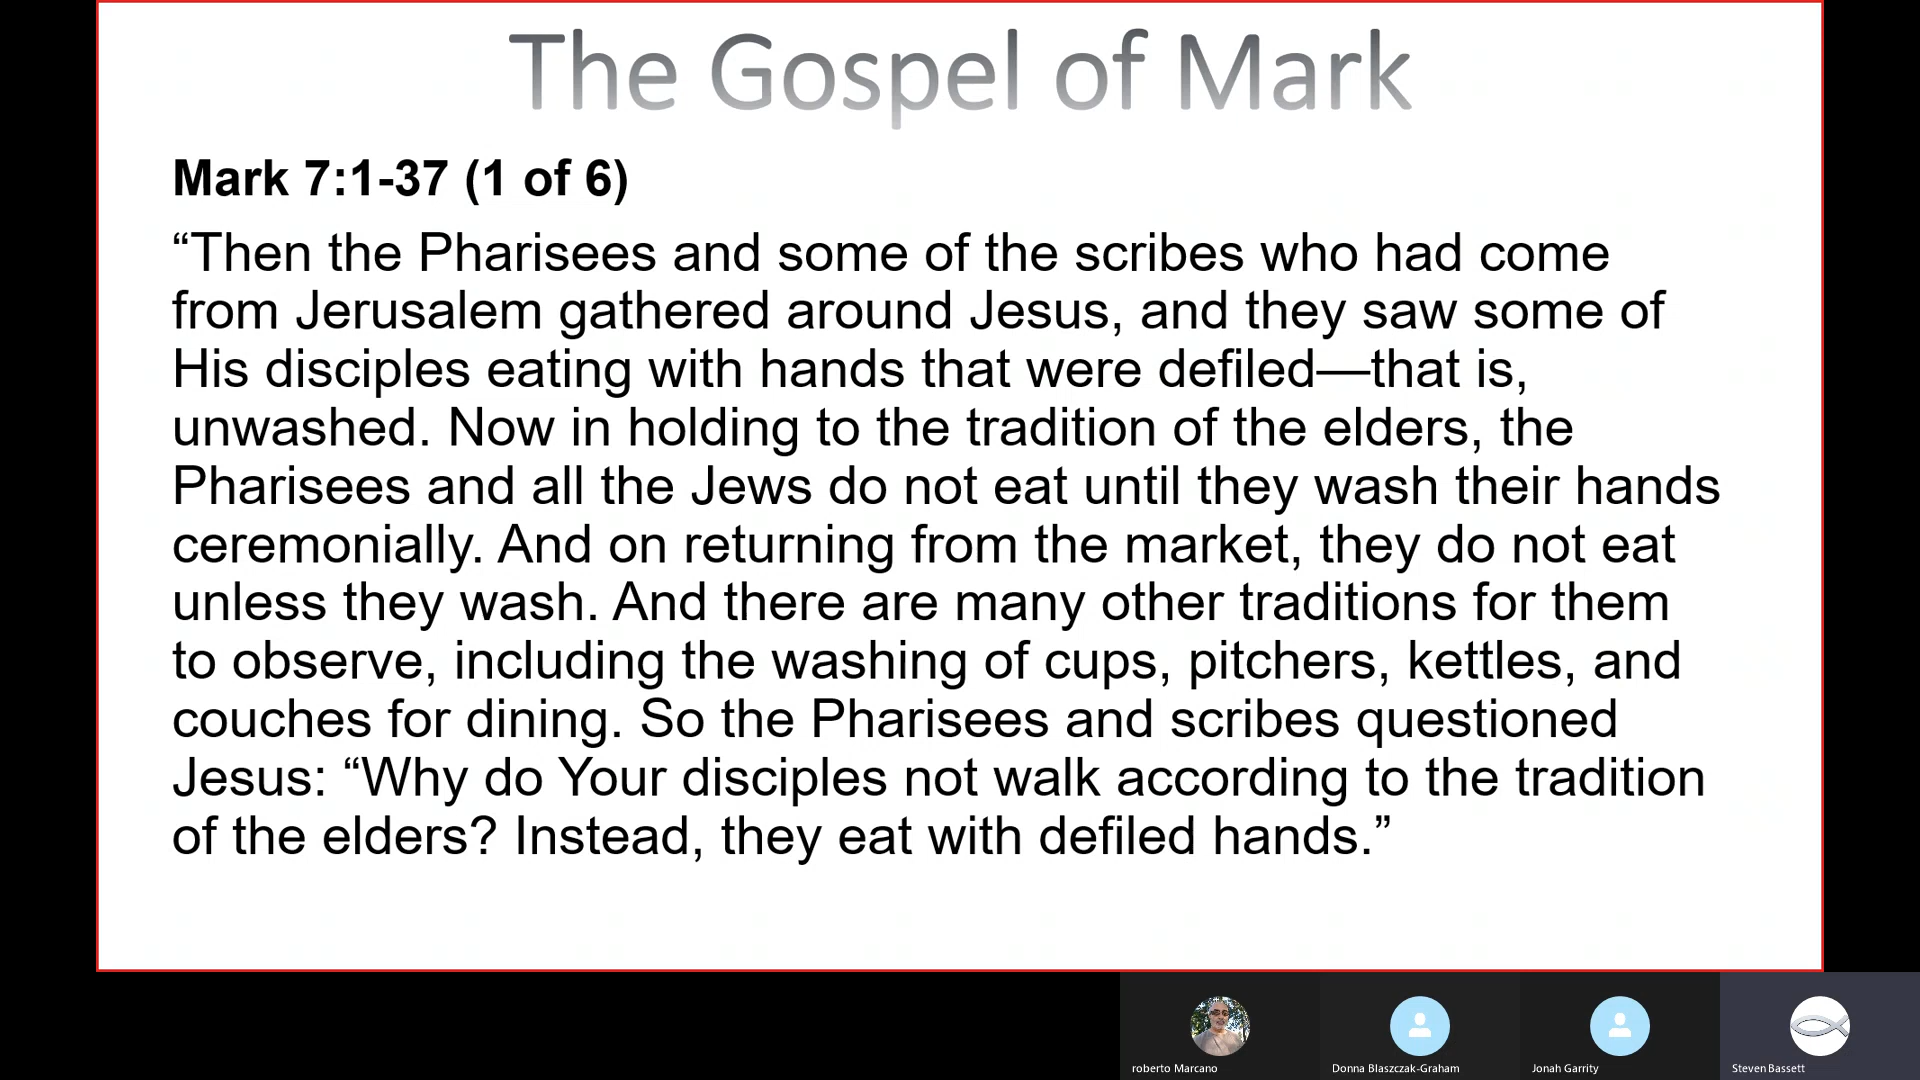 The Gospel of Mark
Mark 7:1-37 (1 of 6)
“Then the Pharisees and some of the scribes who had come
from Jerusalem gathered around Jesus, and they saw some of
His disciples eating with hands that were defiled—that is,
unwashed. Now in holding to the tradition of the elders, the
Pharisees and all the Jews do not eat until they wash their hands
ceremonially. And on returning from the market, they do not eat
unless they wash. And there are many other traditions for them
to observe, including the washing of cups, pitchers, kettles, and
couches for dining. So the Pharisees and scribes questioned
Jesus: “Why do Your disciples not walk according to the tradition
of the elders? Instead, they eat with defiled hands.”
roberto Marcano
Donna Blaszczak-Graham
Jonah Garrity
Steven Bassett